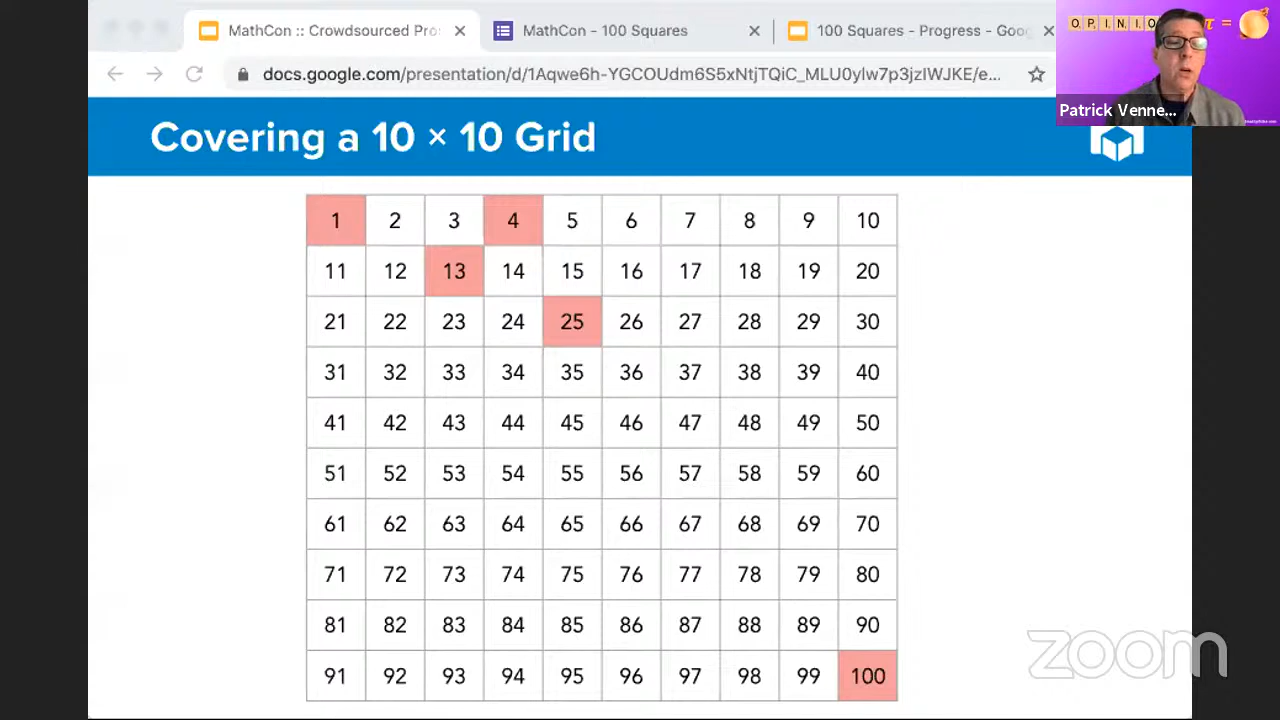 MathCon :: Crowdsourced Pro
MathCon - 100 Squares
100 Squares - Progress - Goo
docs.google.com/presentation/d/1Aqwe6h-YGCOUdm6S5xNtjTQiC_MLU0ylw7p3jzlWJKE/e...
OPINIO
π =
Patrick Venne...
Covering a 10 × 10 Grid
1 2 3 4 5 6 7 8 9 10
11 12 13 14 15 16 17 18 19 20
21 22 23 24 25 26 27 28 29 30
31 32 33 34 35 36 37 38 39 40
41 42 43 44 45 46 47 48 49 50
51 52 53 54 55 56 57 58 59 60
61 62 63 64 65 66 67 68 69 70
71 72 73 74 75 76 77 78 79 80
81 82 83 84 85 86 87 88 89 90
91 92 93 94 95 96 97 98 99 100
zoom